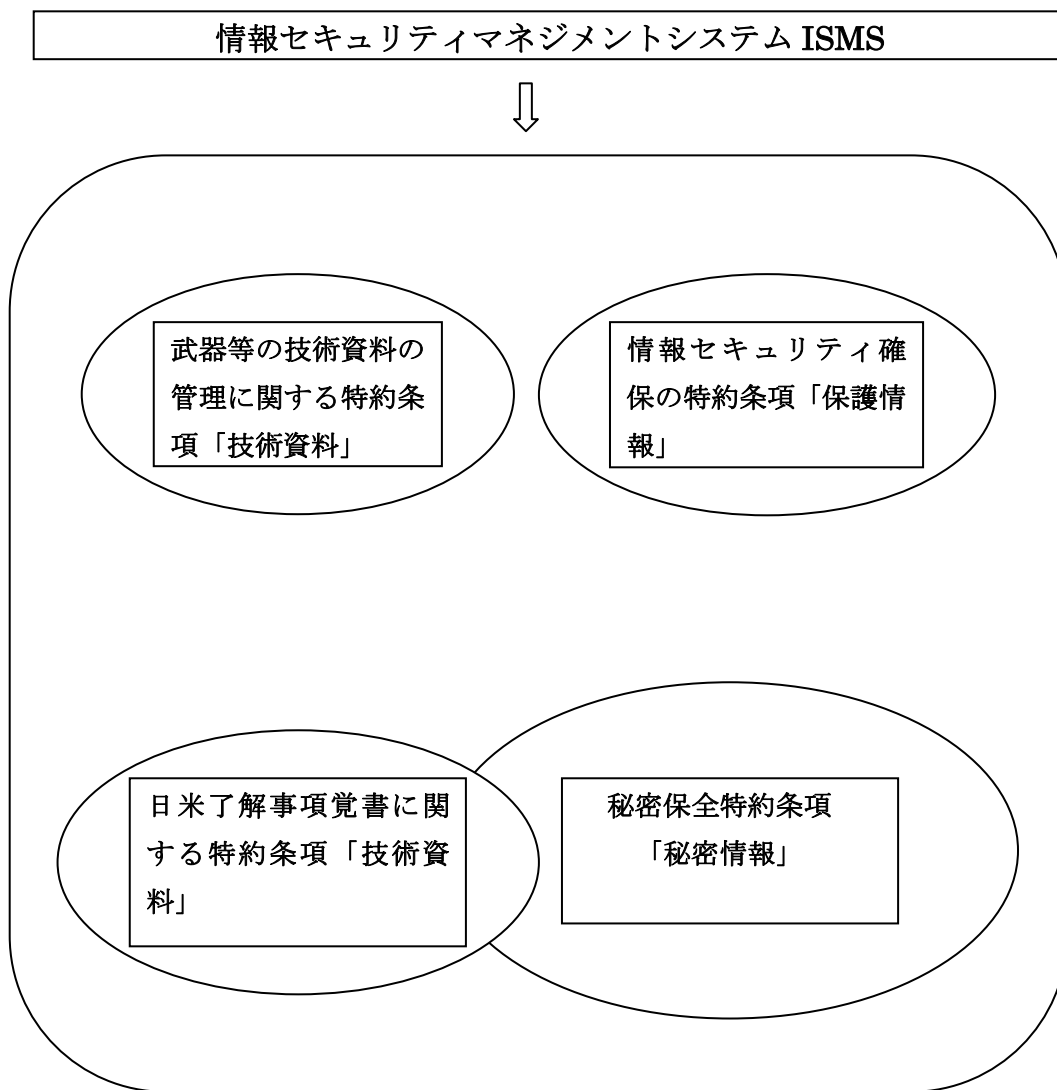 情報セキュリティマネジメントシステム ISMS
武器等の技術資料の
管理に関する特約条
項「技術資料」
情報セキュリティ確
保の特約条項「保護情
報」
日米了解事項覚書に関
する特約条項「技術資
料」
秘密保全特約条項
「秘密情報」